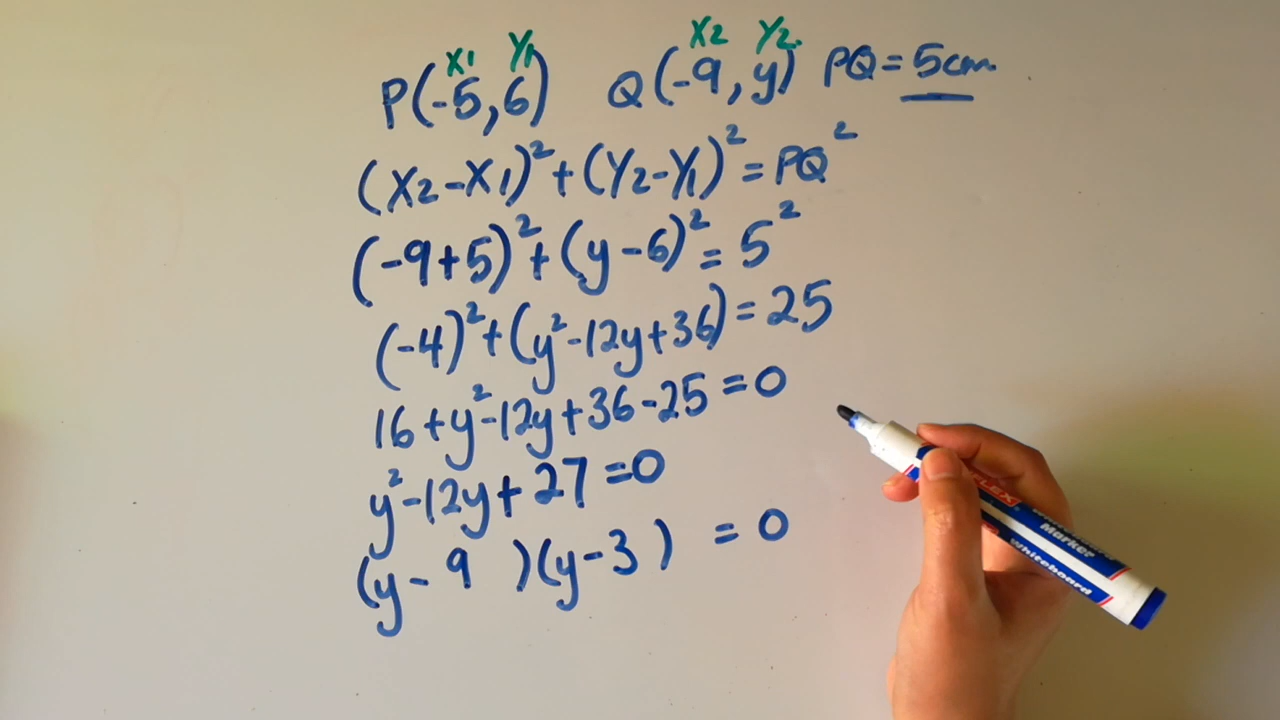 x1 y1 x2 y2
P(-5,6) Q(-9,y) PQ=5cm
(x2-x1)²+(y2-y1)²=PQ²
(-9+5)²+(y-6)²=5²
(-4)²+(y²-12y+36)=25
16+y²-12y+36-25=0
y²-12y+27=0
(y-9)(y-3)=0
Marker
Whiteboard